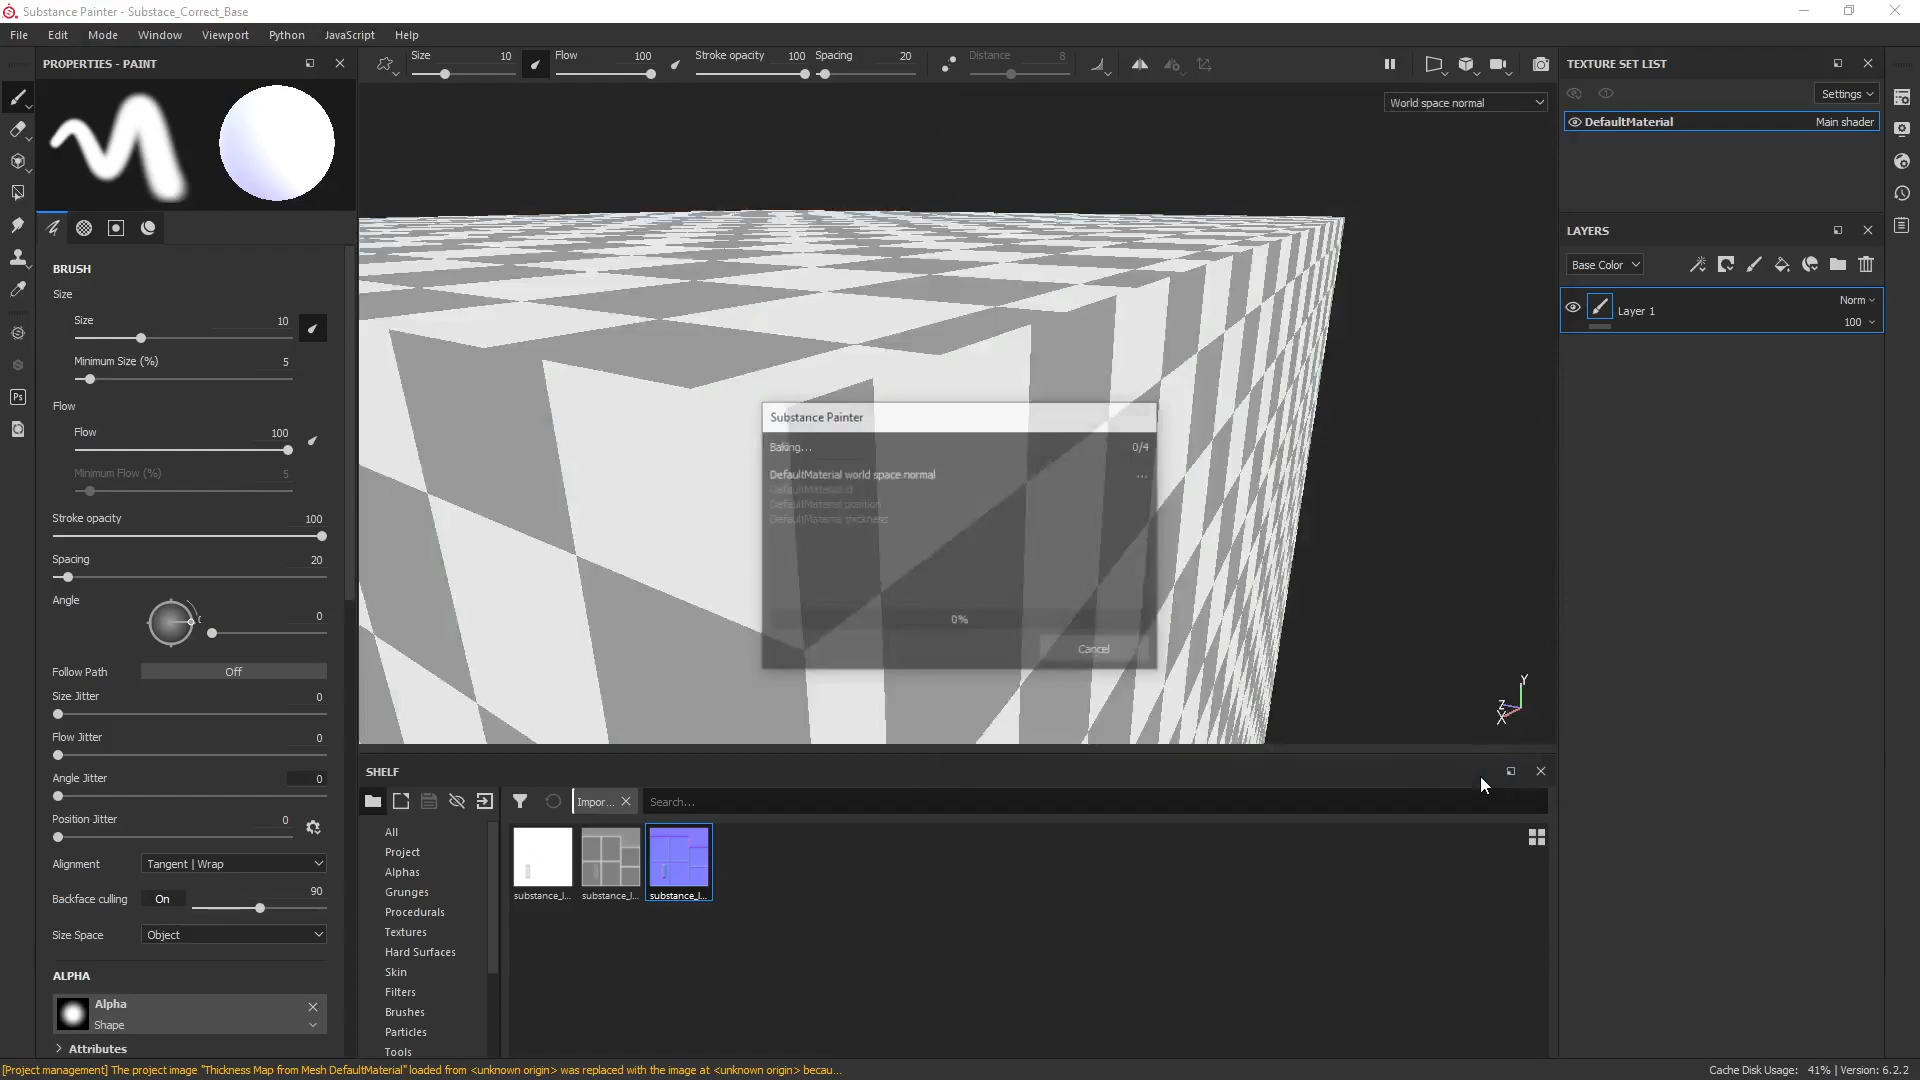 Substance Painter - Substace_Correct_Base
File Edit Mode Window Viewport Python JavaScript Help
PROPERTIES - PAINT
Size 10 Flow 100 Stroke opacity 100 Spacing 20 Distance 8
World space normal
TEXTURE SET LIST
Settings
DefaultMaterial Main shader
LAYERS
Base Color
Layer 1 Norm
100
BRUSH
Size
Size 10
Minimum Size (%) 5
Flow
Flow 100
Minimum Flow (%) 5
Stroke opacity 100
Spacing 20
Angle
0
Follow Path Off
Size Jitter 0
Flow Jitter 0
Angle Jitter 0
Position Jitter 0
Alignment Tangent | Wrap
Backface culling On 90
Size Space Object
ALPHA
Alpha
Shape
Attributes
Ps
Substance Painter
Baking... 0/4
DefaultMaterial world space normal ...
DefaultMaterial id
DefaultMaterial position
DefaultMaterial thickness
0%
Cancel
Y
Z
X
SHELF
Impor... Search...
All
Project
Alphas
Grunges
Procedurals
Textures
Hard Surfaces
Skin
Filters
Brushes
Particles
Tools
substance_l... substance_l... substance_l...
[Project management] The project image "Thickness Map from Mesh DefaultMaterial" loaded from <unknown origin> was replaced with the image at <unknown origin> becau...
Cache Disk Usage: 41% | Version: 6.2.2